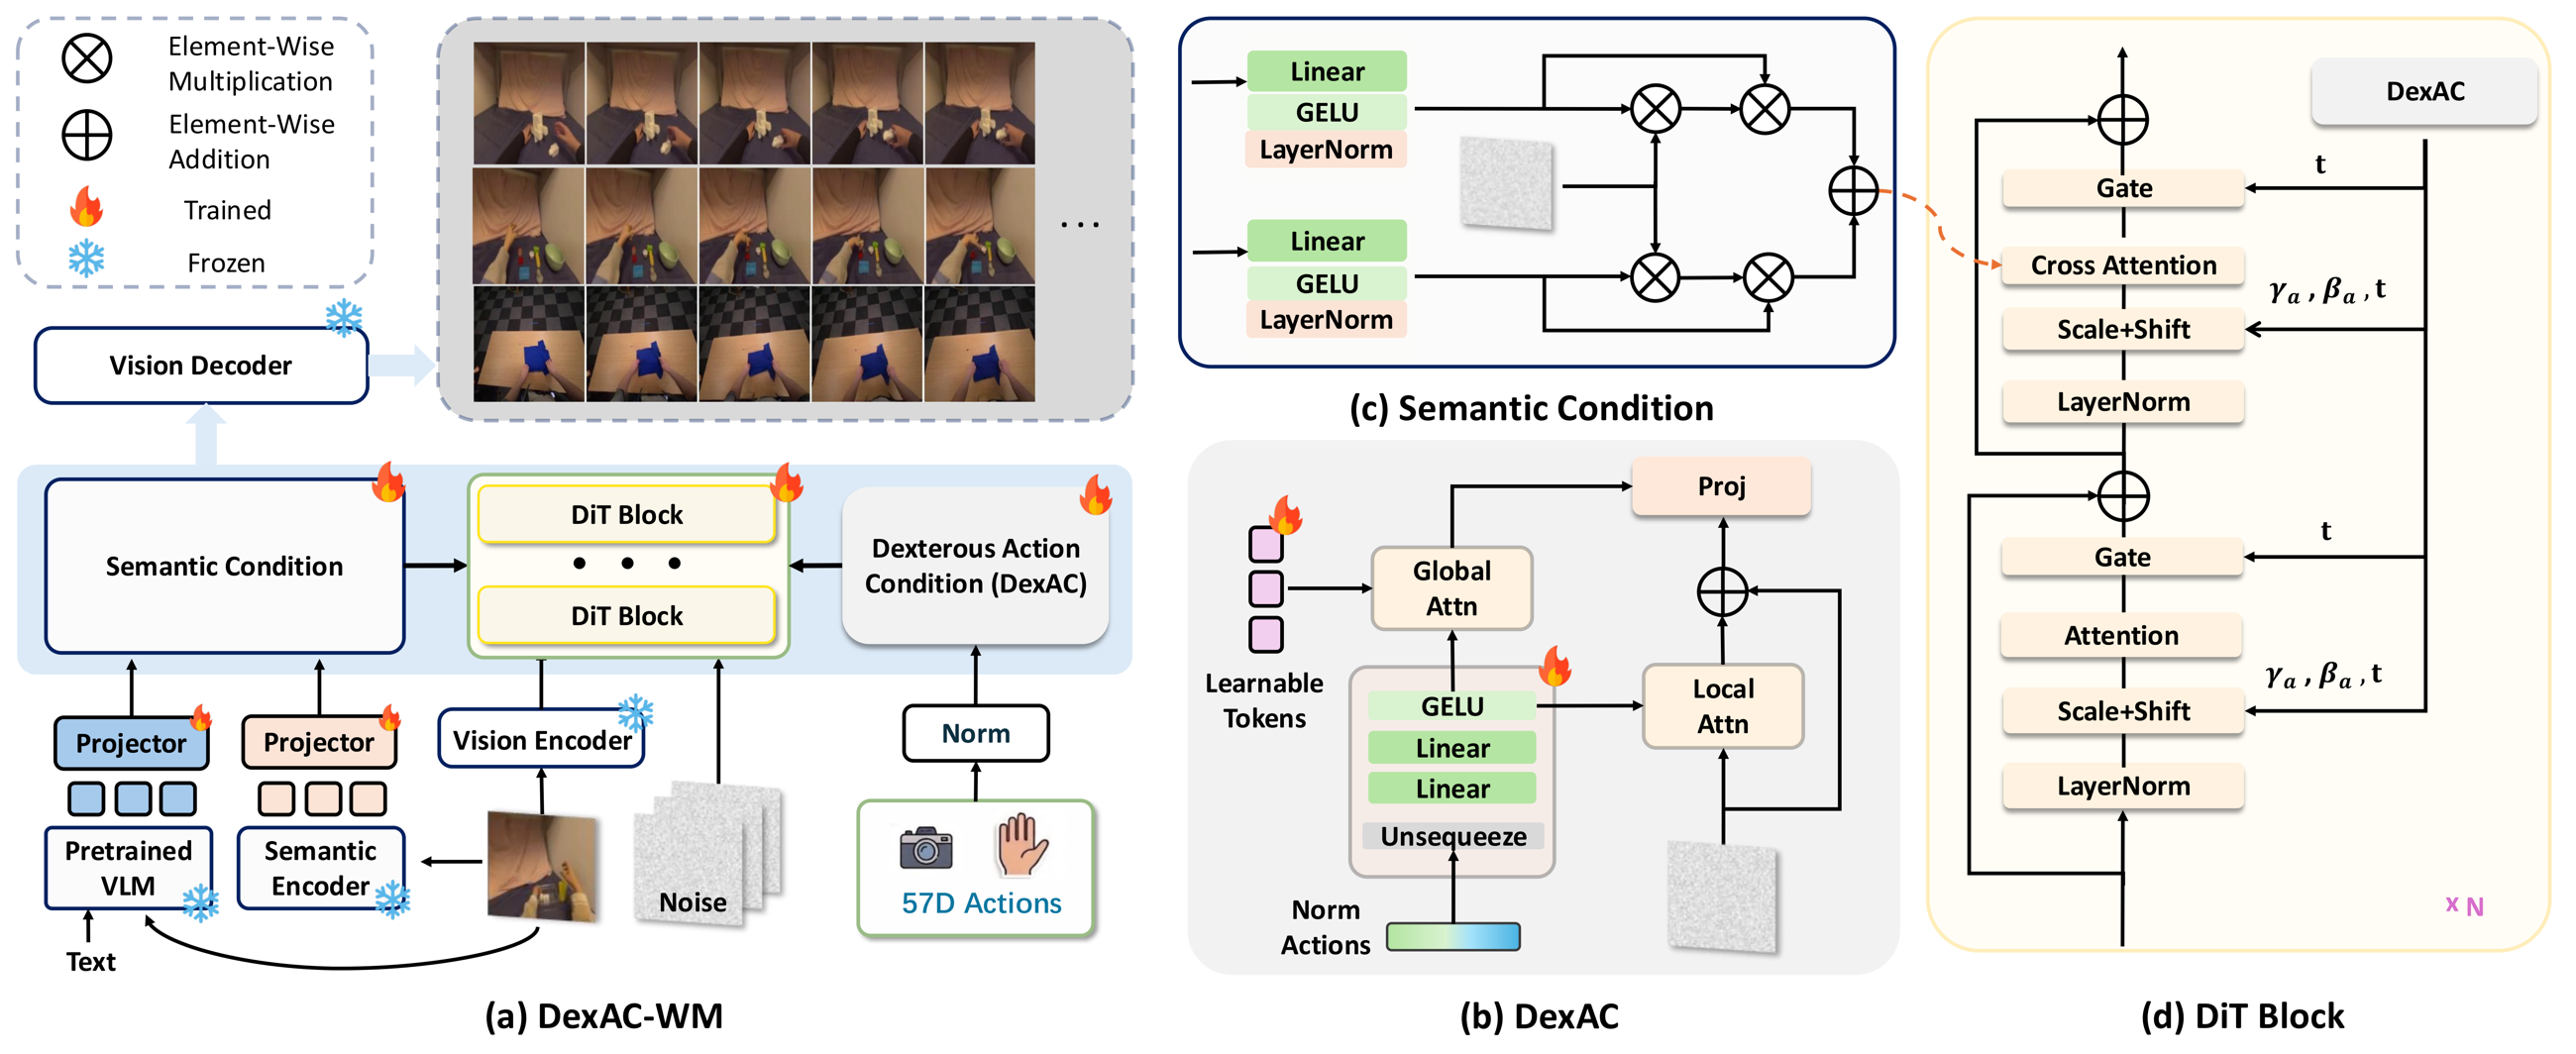 Element-Wise
Multiplication
Element-Wise
Addition
Trained
Frozen
Vision Decoder
...
Semantic Condition
DiT Block
• • •
DiT Block
Dexterous Action
Condition (DexAC)
Projector
Projector
Vision Encoder
Norm
Pretrained
VLM
Semantic
Encoder
Noise
57D Actions
Text
(a) DexAC-WM
Linear
GELU
LayerNorm
Linear
GELU
LayerNorm
(c) Semantic Condition
Proj
Global
Attn
Learnable
Tokens
GELU
Linear
Linear
Unsequeeze
Local
Attn
Norm
Actions
(b) DexAC
DexAC
t
Gate
Cross Attention
γa , βa , t
Scale+Shift
LayerNorm
t
Gate
Attention
γa , βa , t
Scale+Shift
LayerNorm
x N
(d) DiT Block